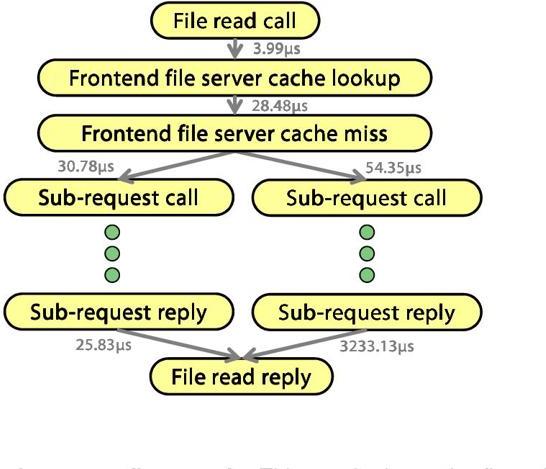 File read call
3.99µs
Frontend file server cache lookup
28.48µs
Frontend file server cache miss
30.78µs
54.35µs
Sub-request call
Sub-request call
Sub-request reply
Sub-request reply
25.83µs
3233.13µs
File read reply